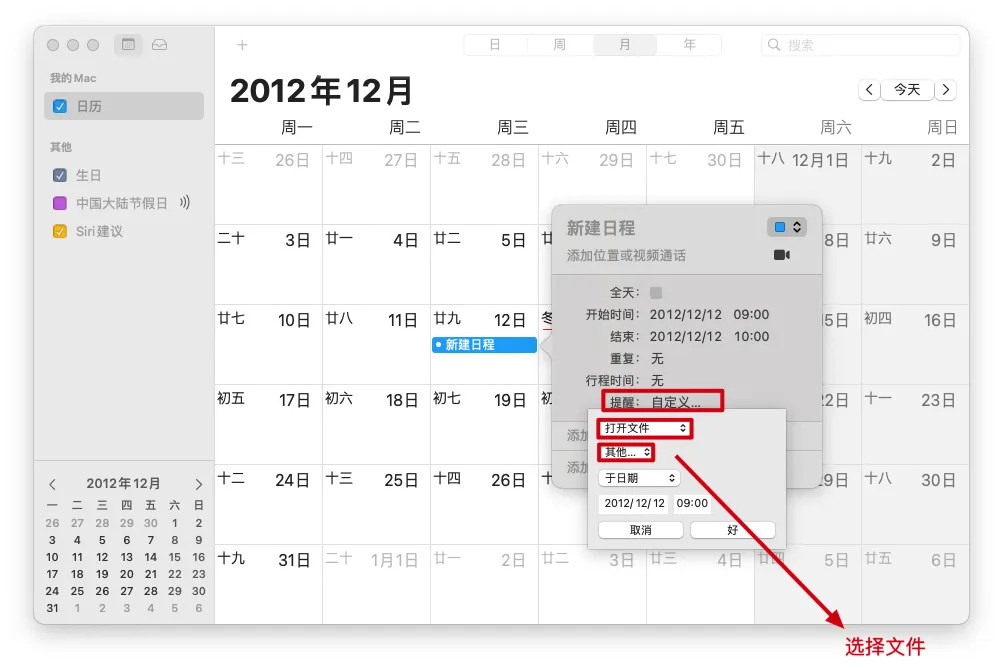 日 周 月 年 搜索
我的Mac
日历
其他
生日
中国大陆节假日
Siri建议
2012年12月
一 二 三 四 五 六 日
26 27 28 29 30 1 2
3 4 5 6 7 8 9
10 11 12 13 14 15 16
17 18 19 20 21 22 23
24 25 26 27 28 29 30
31 1 2 3 4 5 6
2012年12月
今天
周一 周二 周三 周四 周五 周六 周日
十三 26日 十四 27日 十五 28日 十六 29日 十七 30日 十八 12月1日 十九 2日
二十 3日 廿一 4日 廿二 5日 8日 廿六 9日
廿七 10日 廿八 11日 廿九 12日 冬 5日 初四 16日
新建日程
初五 17日 初六 18日 初七 19日 初 2日 十一 23日
十二 24日 十三 25日 十四 26日 十 9日 十八 30日
十九 31日 二十 1月1日 廿一 2日 廿二 3日 廿三 4日 廿四 5日 廿五 6日
新建日程
添加位置或视频通话
全天:
开始时间: 2012/12/12 09:00
结束: 2012/12/12 10:00
重复: 无
行程时间: 无
提醒: 自定义...
添加
添加
打开文件
其他...
于日期
2012/12/12 09:00
取消 好
选择文件